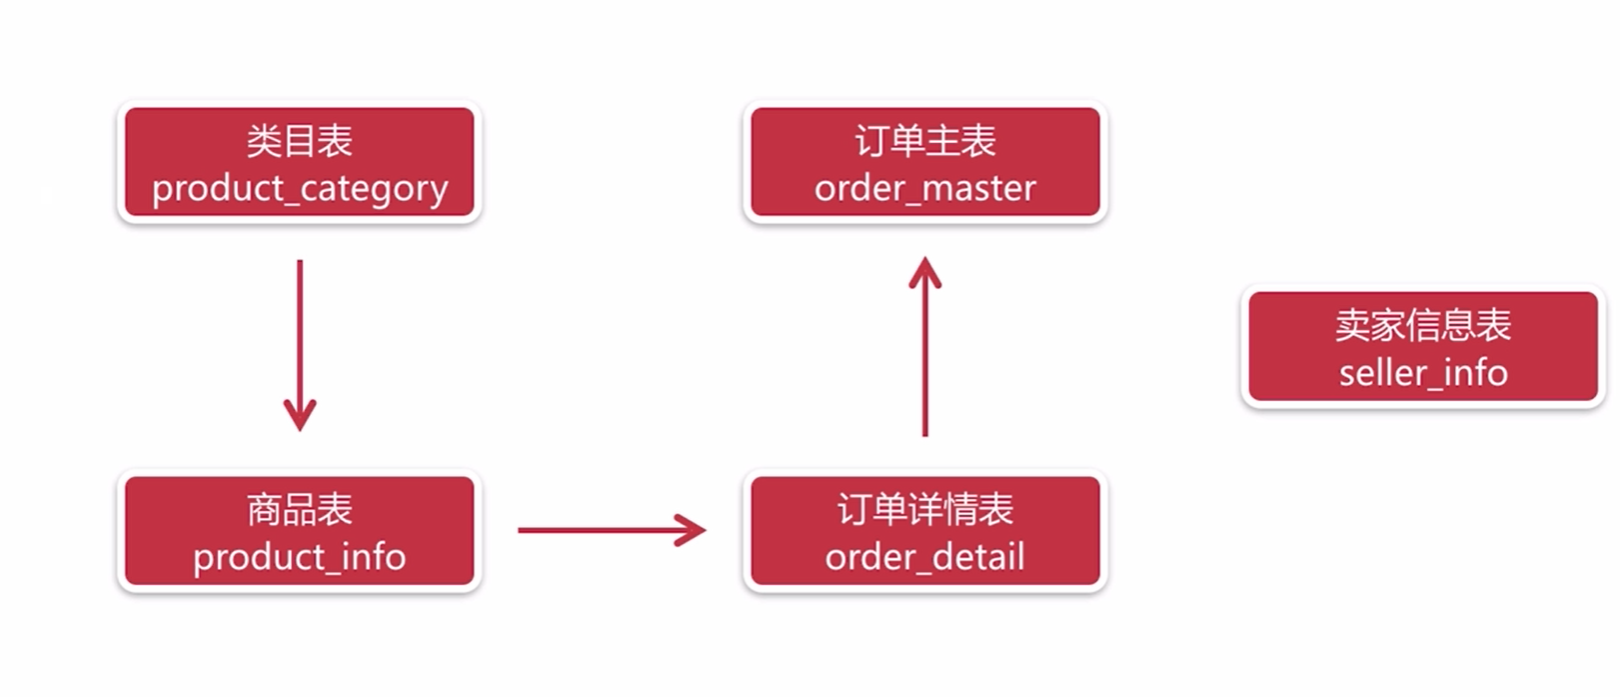 类目表
product_category
订单主表
order_master
卖家信息表
seller_info
商品表
product_info
订单详情表
order_detail